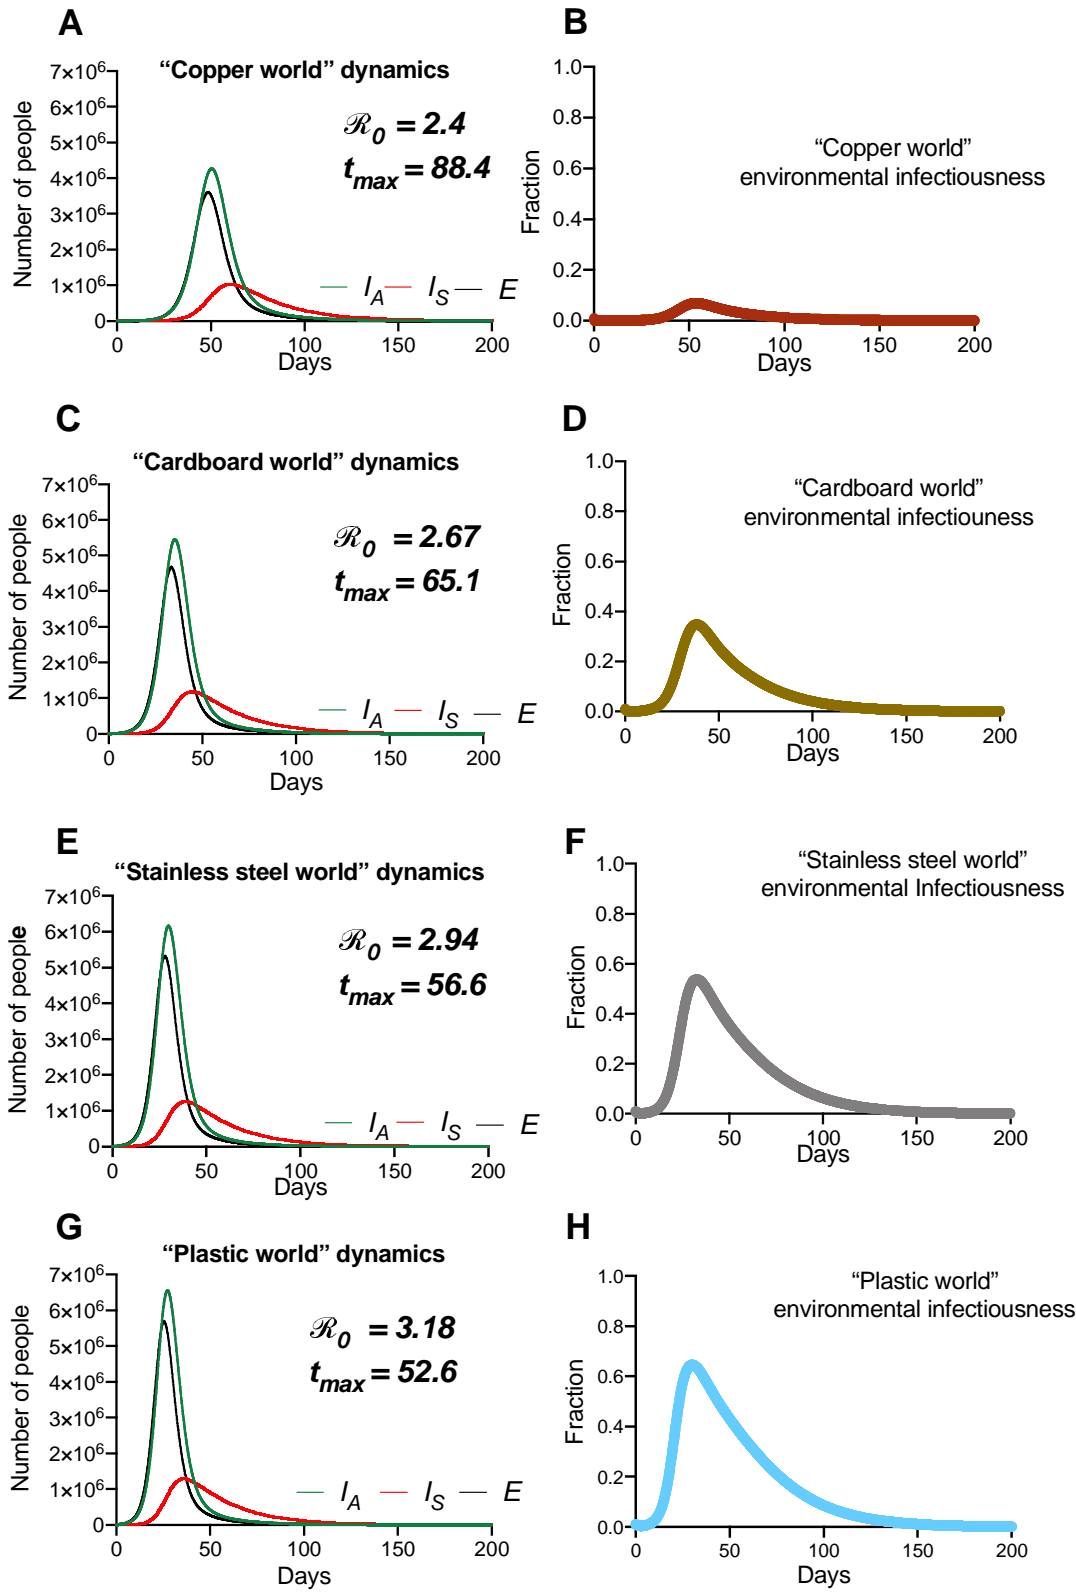 A
"Copper world" dynamics
7×10⁶
6×10⁶
5×10⁶
4×10⁶
3×10⁶
2×10⁶
1×10⁶
0
Number of people
ℛ₀ = 2.4
t_max = 88.4
I_A I_S E
0 50 100 150 200
Days
B
1.0
0.8
0.6
0.4
0.2
0.0
Fraction
"Copper world"
environmental infectiousness
0 50 100 150 200
Days
C
"Cardboard world" dynamics
7×10⁶
6×10⁶
5×10⁶
4×10⁶
3×10⁶
2×10⁶
1×10⁶
0
Number of people
ℛ₀ = 2.67
t_max = 65.1
I_A I_S E
0 50 100 150 200
Days
D
1.0
0.8
0.6
0.4
0.2
0.0
Fraction
"Cardboard world"
environmental infectiouness
0 50 100 150 200
Days
E
"Stainless steel world" dynamics
7×10⁶
6×10⁶
5×10⁶
4×10⁶
3×10⁶
2×10⁶
1×10⁶
0
Number of people
ℛ₀ = 2.94
t_max = 56.6
I_A I_S E
0 50 100 150 200
Days
F
1.0
0.8
0.6
0.4
0.2
0.0
Fraction
"Stainless steel world"
environmental Infectiousness
0 50 100 150 200
Days
G
"Plastic world" dynamics
7×10⁶
6×10⁶
5×10⁶
4×10⁶
3×10⁶
2×10⁶
1×10⁶
0
Number of people
ℛ₀ = 3.18
t_max = 52.6
I_A I_S E
0 50 100 150 200
Days
H
1.0
0.8
0.6
0.4
0.2
0.0
Fraction
"Plastic world"
environmental infectiousness
0 50 100 150 200
Days